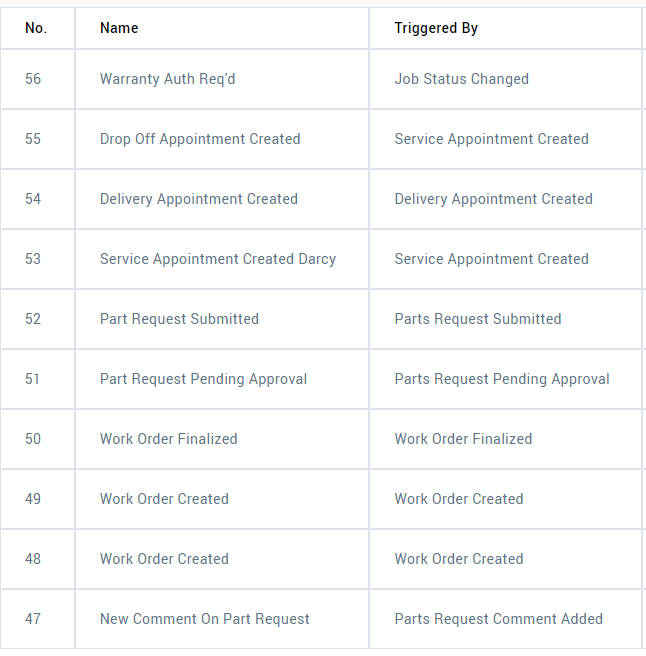 No. Name Triggered By
56 Warranty Auth Req'd Job Status Changed
55 Drop Off Appointment Created Service Appointment Created
54 Delivery Appointment Created Delivery Appointment Created
53 Service Appointment Created Darcy Service Appointment Created
52 Part Request Submitted Parts Request Submitted
51 Part Request Pending Approval Parts Request Pending Approval
50 Work Order Finalized Work Order Finalized
49 Work Order Created Work Order Created
48 Work Order Created Work Order Created
47 New Comment On Part Request Parts Request Comment Added